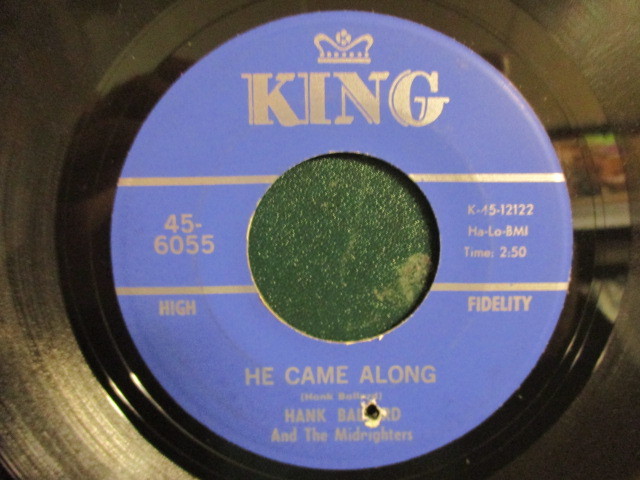 KING
45-
6055
K-45-12122
Ha-Lo-BMI
Time: 2:50
HIGH
FIDELITY
HE CAME ALONG
(Hank Ballard)
HANK BALLARD
And The Midnighters